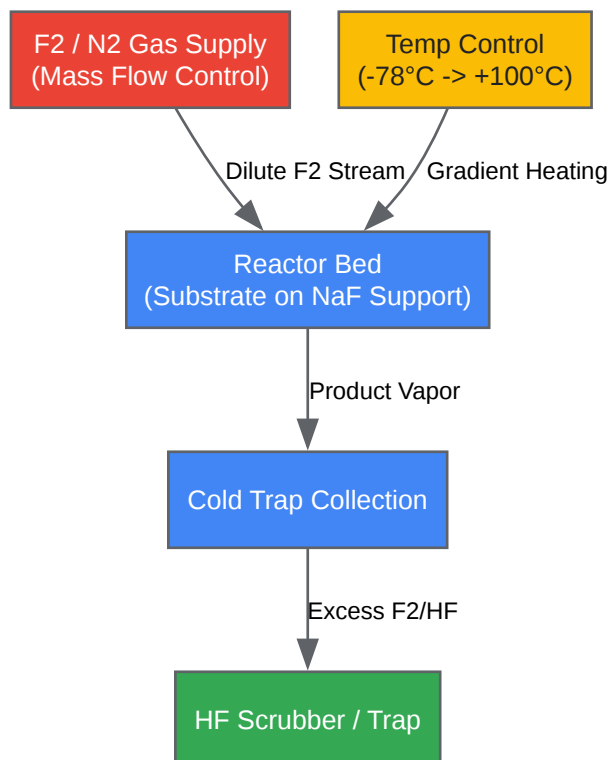 F2 / N2 Gas Supply
(Mass Flow Control)
Temp Control
(-78°C -> +100°C)
Dilute F2 Stream
Gradient Heating
Reactor Bed
(Substrate on NaF Support)
Product Vapor
Cold Trap Collection
Excess F2/HF
HF Scrubber / Trap